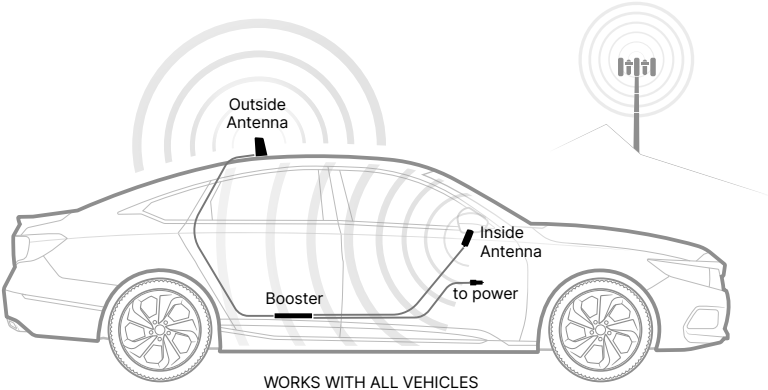 Outside
Antenna
Inside
Antenna
Booster
to power
WORKS WITH ALL VEHICLES